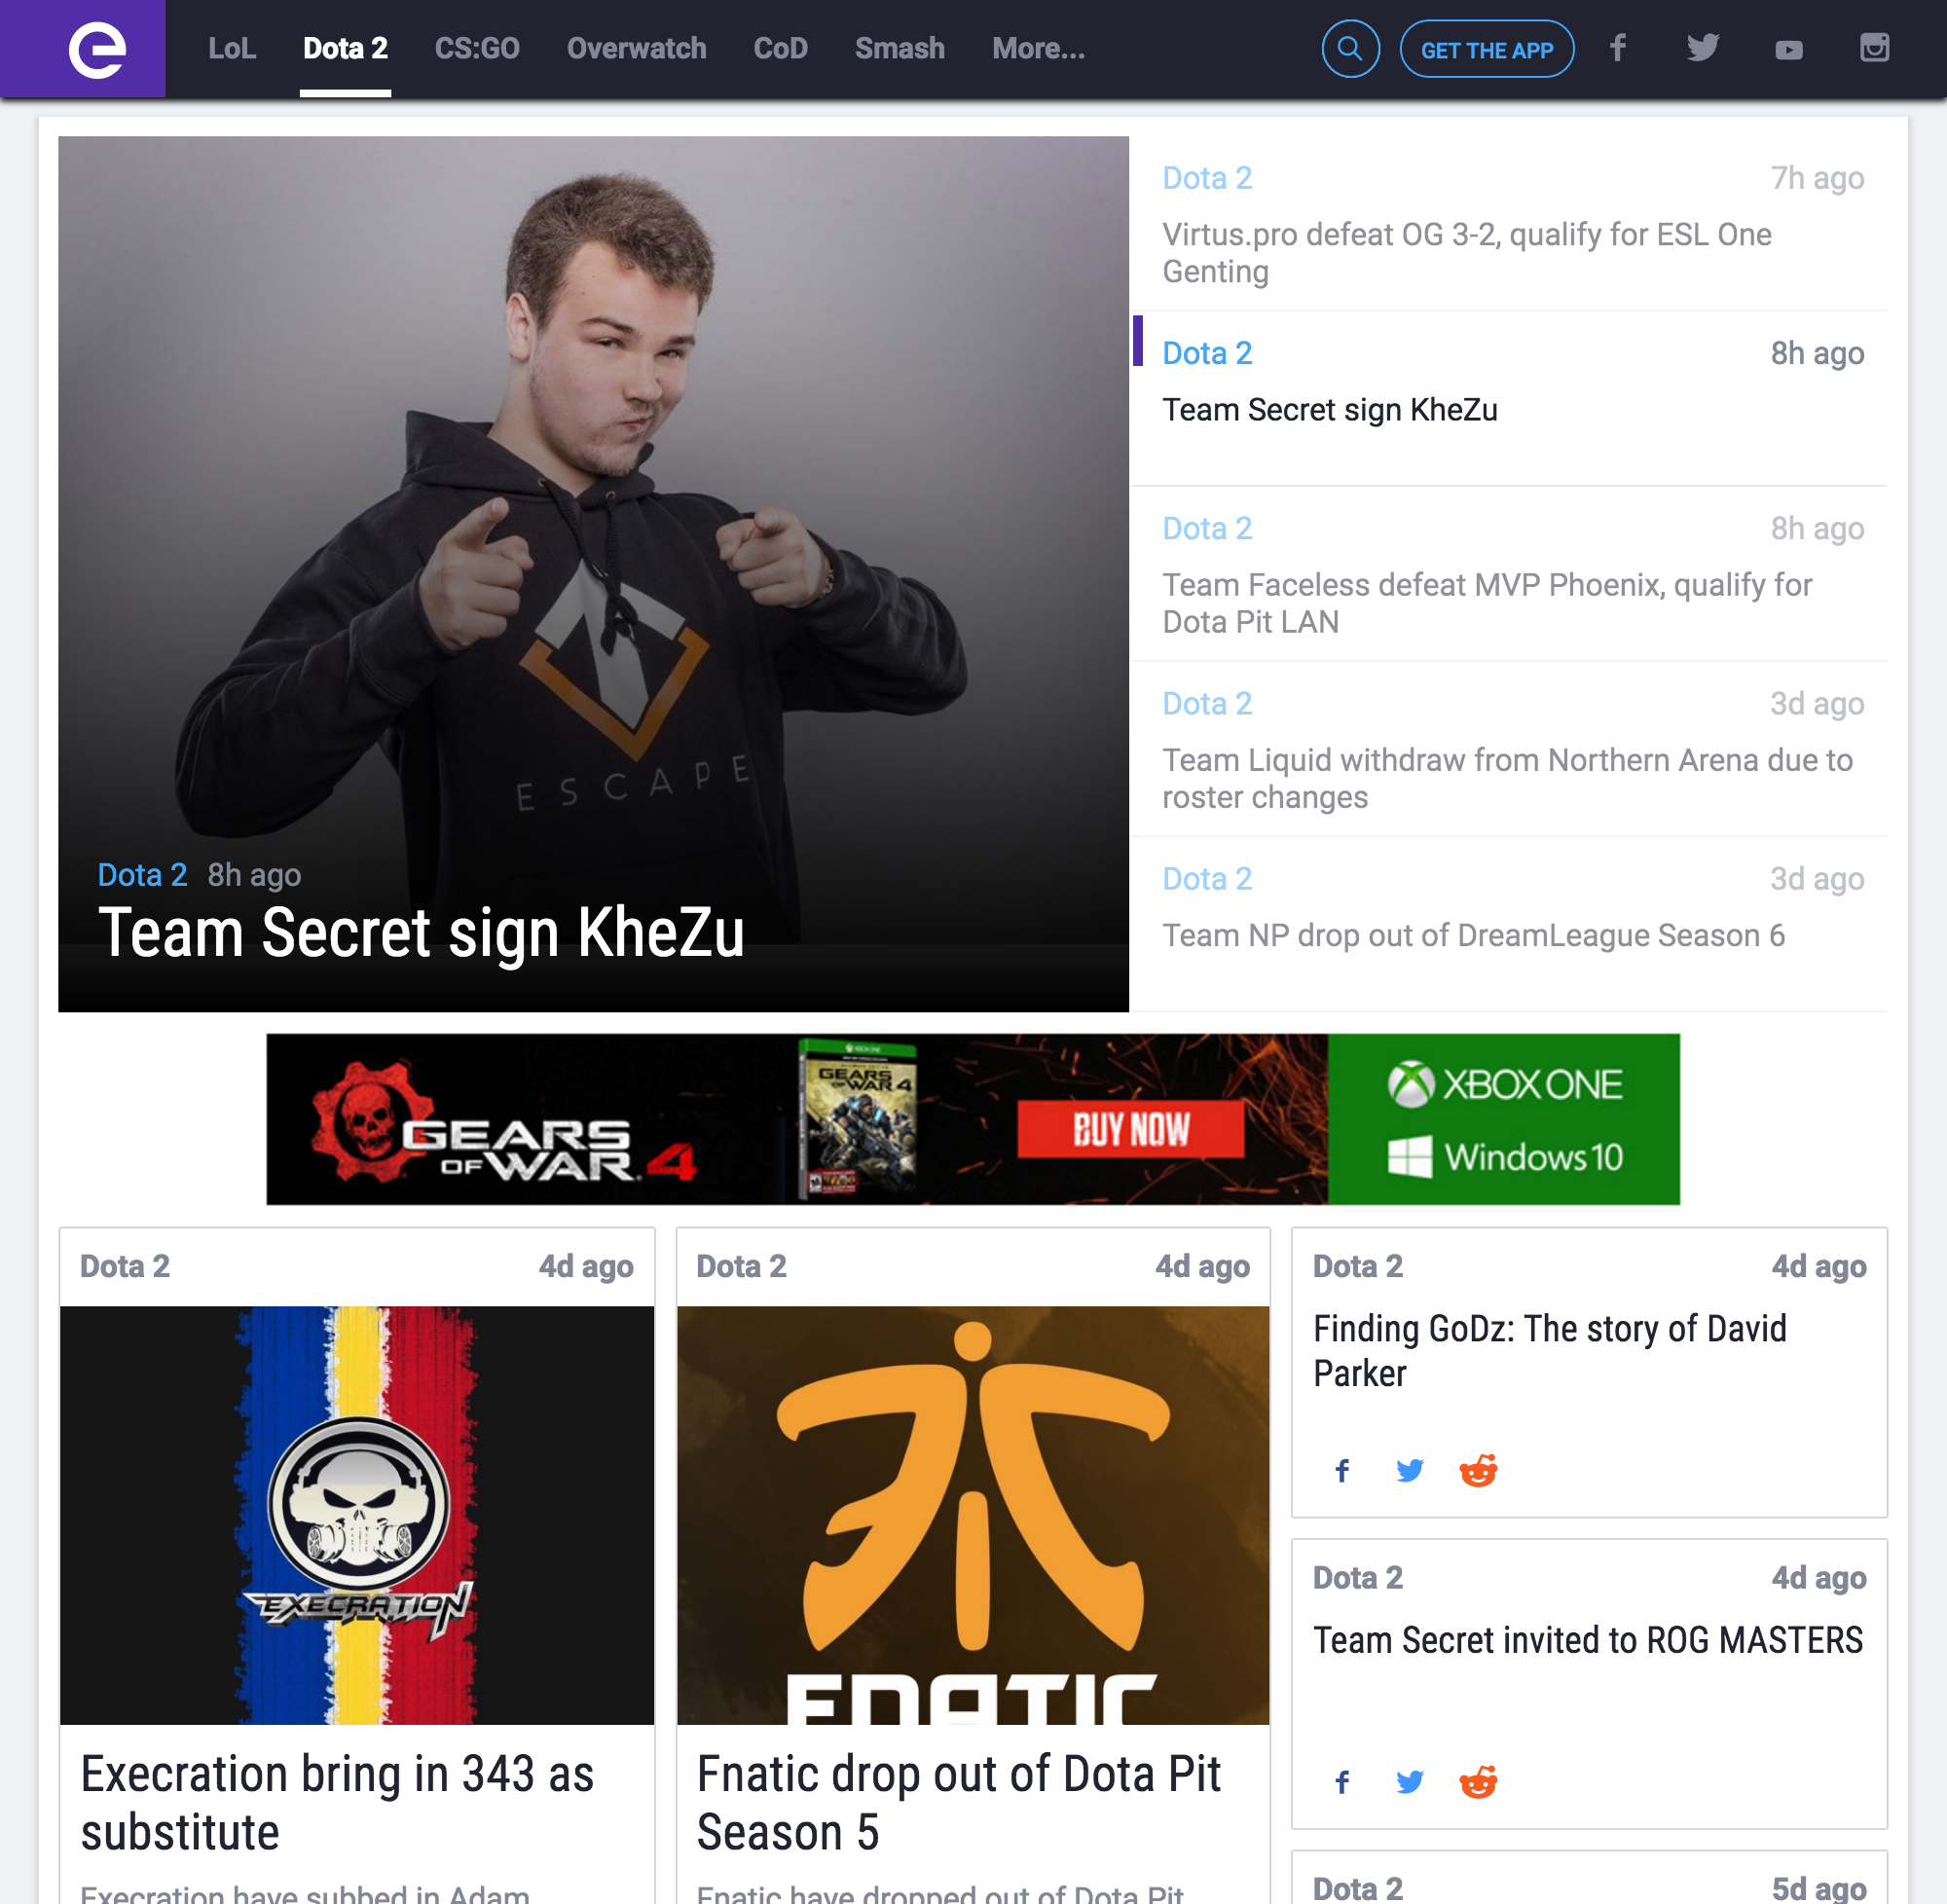 e
LoL Dota 2 CS:GO Overwatch CoD Smash More... GET THE APP
ESCAPE
Dota 2 8h ago
Team Secret sign KheZu
Dota 2 7h ago
Virtus.pro defeat OG 3-2, qualify for ESL One
Genting
Dota 2 8h ago
Team Secret sign KheZu
Dota 2 8h ago
Team Faceless defeat MVP Phoenix, qualify for
Dota Pit LAN
Dota 2 3d ago
Team Liquid withdraw from Northern Arena due to
roster changes
Dota 2 3d ago
Team NP drop out of DreamLeague Season 6
GEARS
OF WAR 4
XBOX ONE
GEARS
OF WAR 4
BUY NOW
XBOX ONE
Windows 10
Dota 2 4d ago
EXECRATION
Execration bring in 343 as
substitute
Execration have subbed in Adam
Dota 2 4d ago
FNATIC
Fnatic drop out of Dota Pit
Season 5
Fnatic have dropped out of Dota Pit
Dota 2 4d ago
Finding GoDz: The story of David
Parker
Dota 2 4d ago
Team Secret invited to ROG MASTERS
Dota 2 5d ago